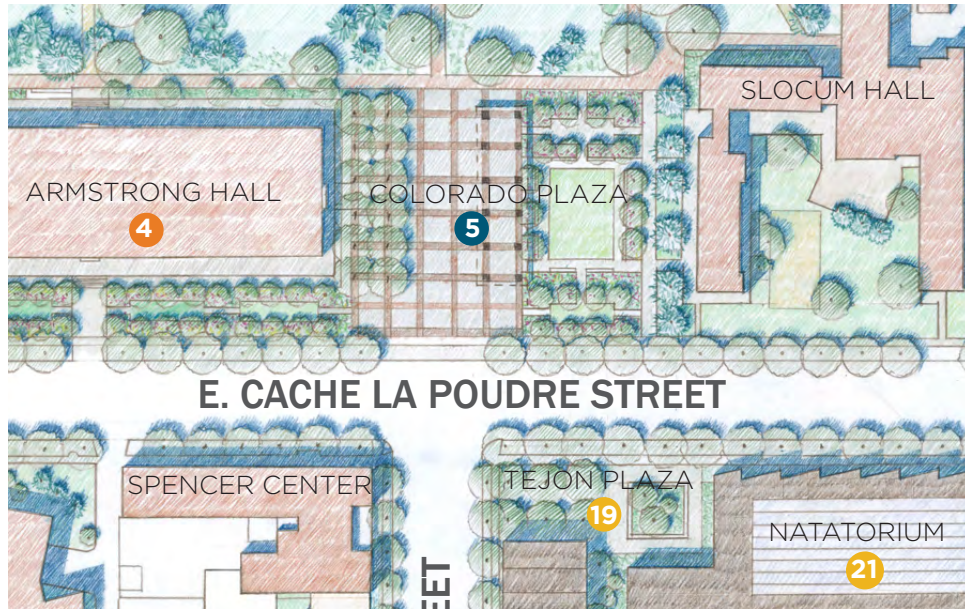 SLOCUM HALL
ARMSTRONG HALL
4
COLORADO PLAZA
5
E. CACHE LA POUDRE STREET
SPENCER CENTER
TEJON PLAZA
19
NATATORIUM
21
EET